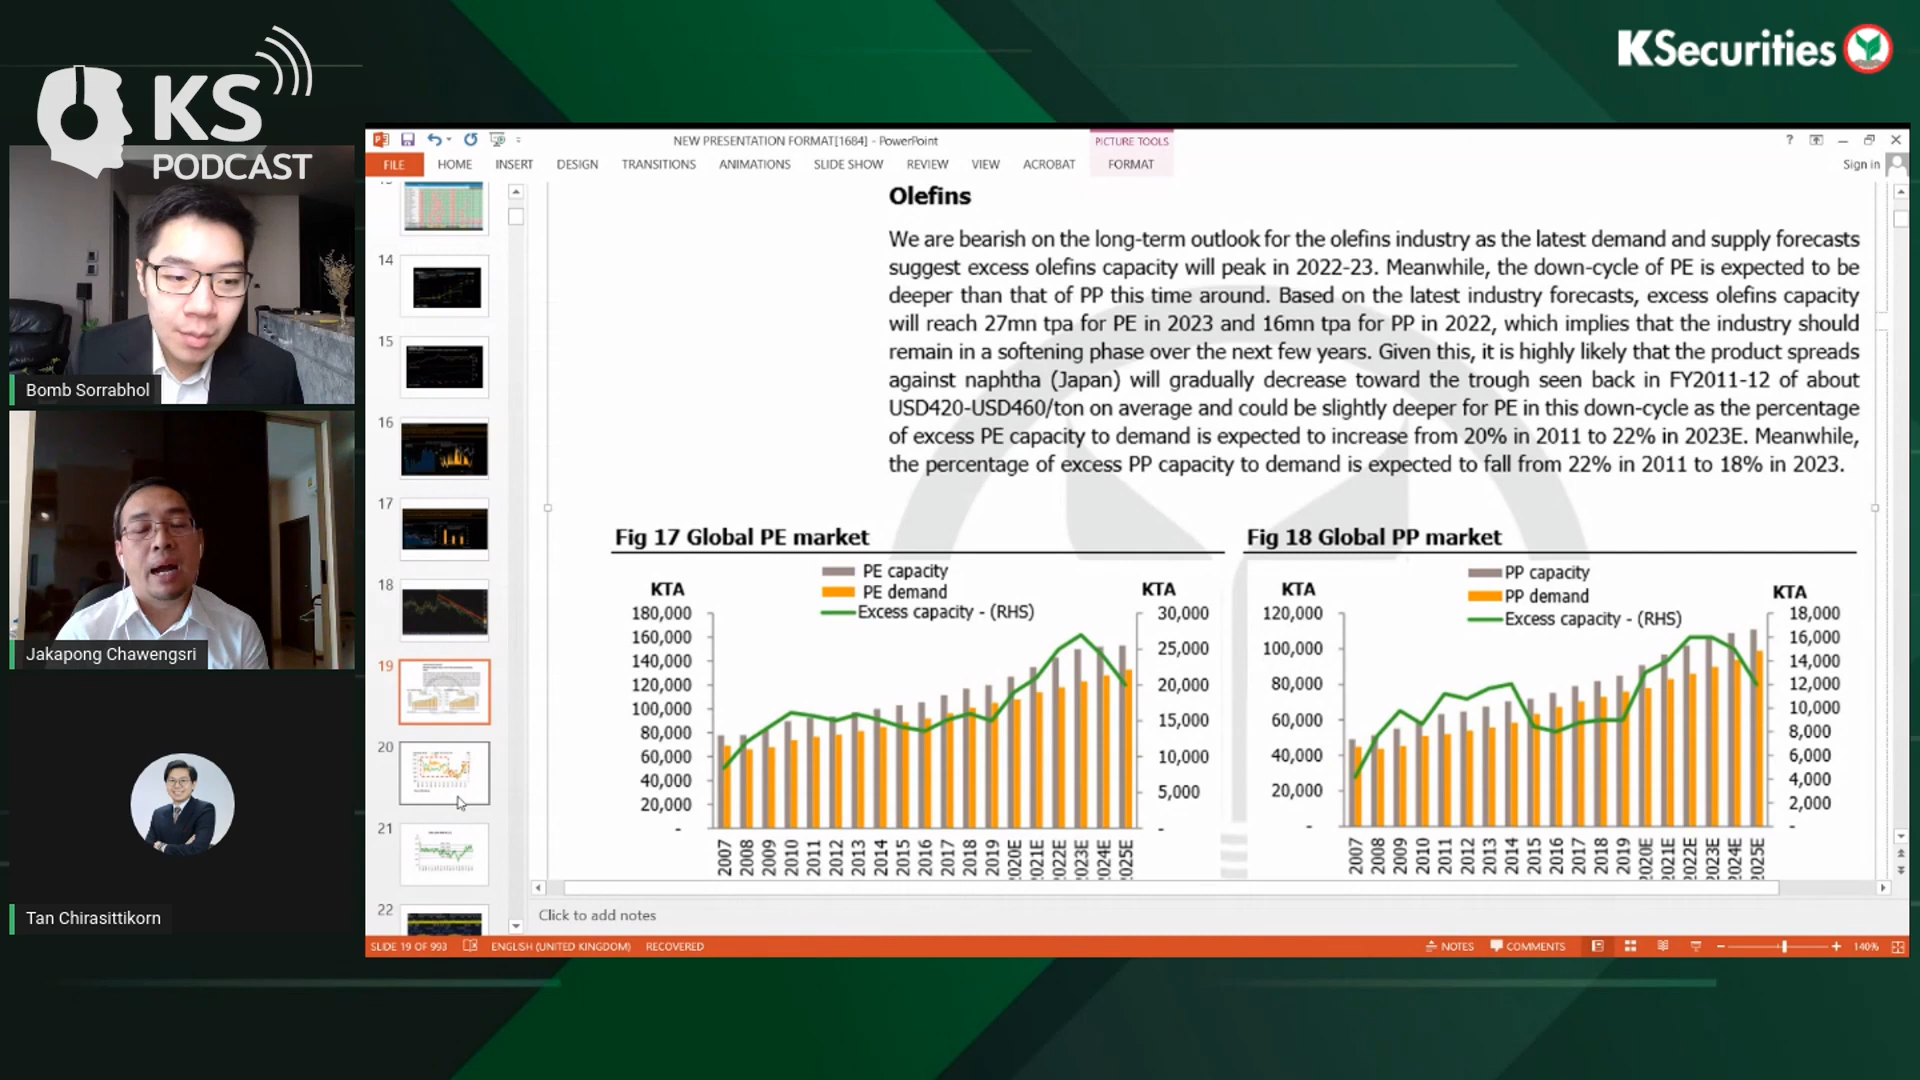 KS
PODCAST
KSecurities
Bomb Sorrabhol
Jakapong Chawengsri
Tan Chirasittikorn
NEW PRESENTATION FORMAT[1684] - PowerPoint
PICTURE TOOLS
FILE HOME INSERT DESIGN TRANSITIONS ANIMATIONS SLIDE SHOW REVIEW VIEW ACROBAT FORMAT
Sign in
14
15
16
17
18
19
20
21
22
Olefins
We are bearish on the long-term outlook for the olefins industry as the latest demand and supply forecasts
suggest excess olefins capacity will peak in 2022-23. Meanwhile, the down-cycle of PE is expected to be
deeper than that of PP this time around. Based on the latest industry forecasts, excess olefins capacity
will reach 27mn tpa for PE in 2023 and 16mn tpa for PP in 2022, which implies that the industry should
remain in a softening phase over the next few years. Given this, it is highly likely that the product spreads
against naphtha (Japan) will gradually decrease toward the trough seen back in FY2011-12 of about
USD420-USD460/ton on average and could be slightly deeper for PE in this down-cycle as the percentage
of excess PE capacity to demand is expected to increase from 20% in 2011 to 22% in 2023E. Meanwhile,
the percentage of excess PP capacity to demand is expected to fall from 22% in 2011 to 18% in 2023.
Fig 17 Global PE market
KTA
PE capacity
PE demand
Excess capacity - (RHS)
KTA
180,000
160,000
140,000
120,000
100,000
80,000
60,000
40,000
20,000
-
30,000
25,000
20,000
15,000
10,000
5,000
-
2007 2008 2009 2010 2011 2012 2013 2014 2015 2016 2017 2018 2019 2020E 2021E 2022E 2023E 2024E 2025E
Fig 18 Global PP market
KTA
PP capacity
PP demand
Excess capacity - (RHS)
KTA
120,000
100,000
80,000
60,000
40,000
20,000
-
18,000
16,000
14,000
12,000
10,000
8,000
6,000
4,000
2,000
-
2007 2008 2009 2010 2011 2012 2013 2014 2015 2016 2017 2018 2019 2020E 2021E 2022E 2023E 2024E 2025E
Click to add notes
SLIDE 19 OF 993 ENGLISH (UNITED KINGDOM) RECOVERED NOTES COMMENTS 140%